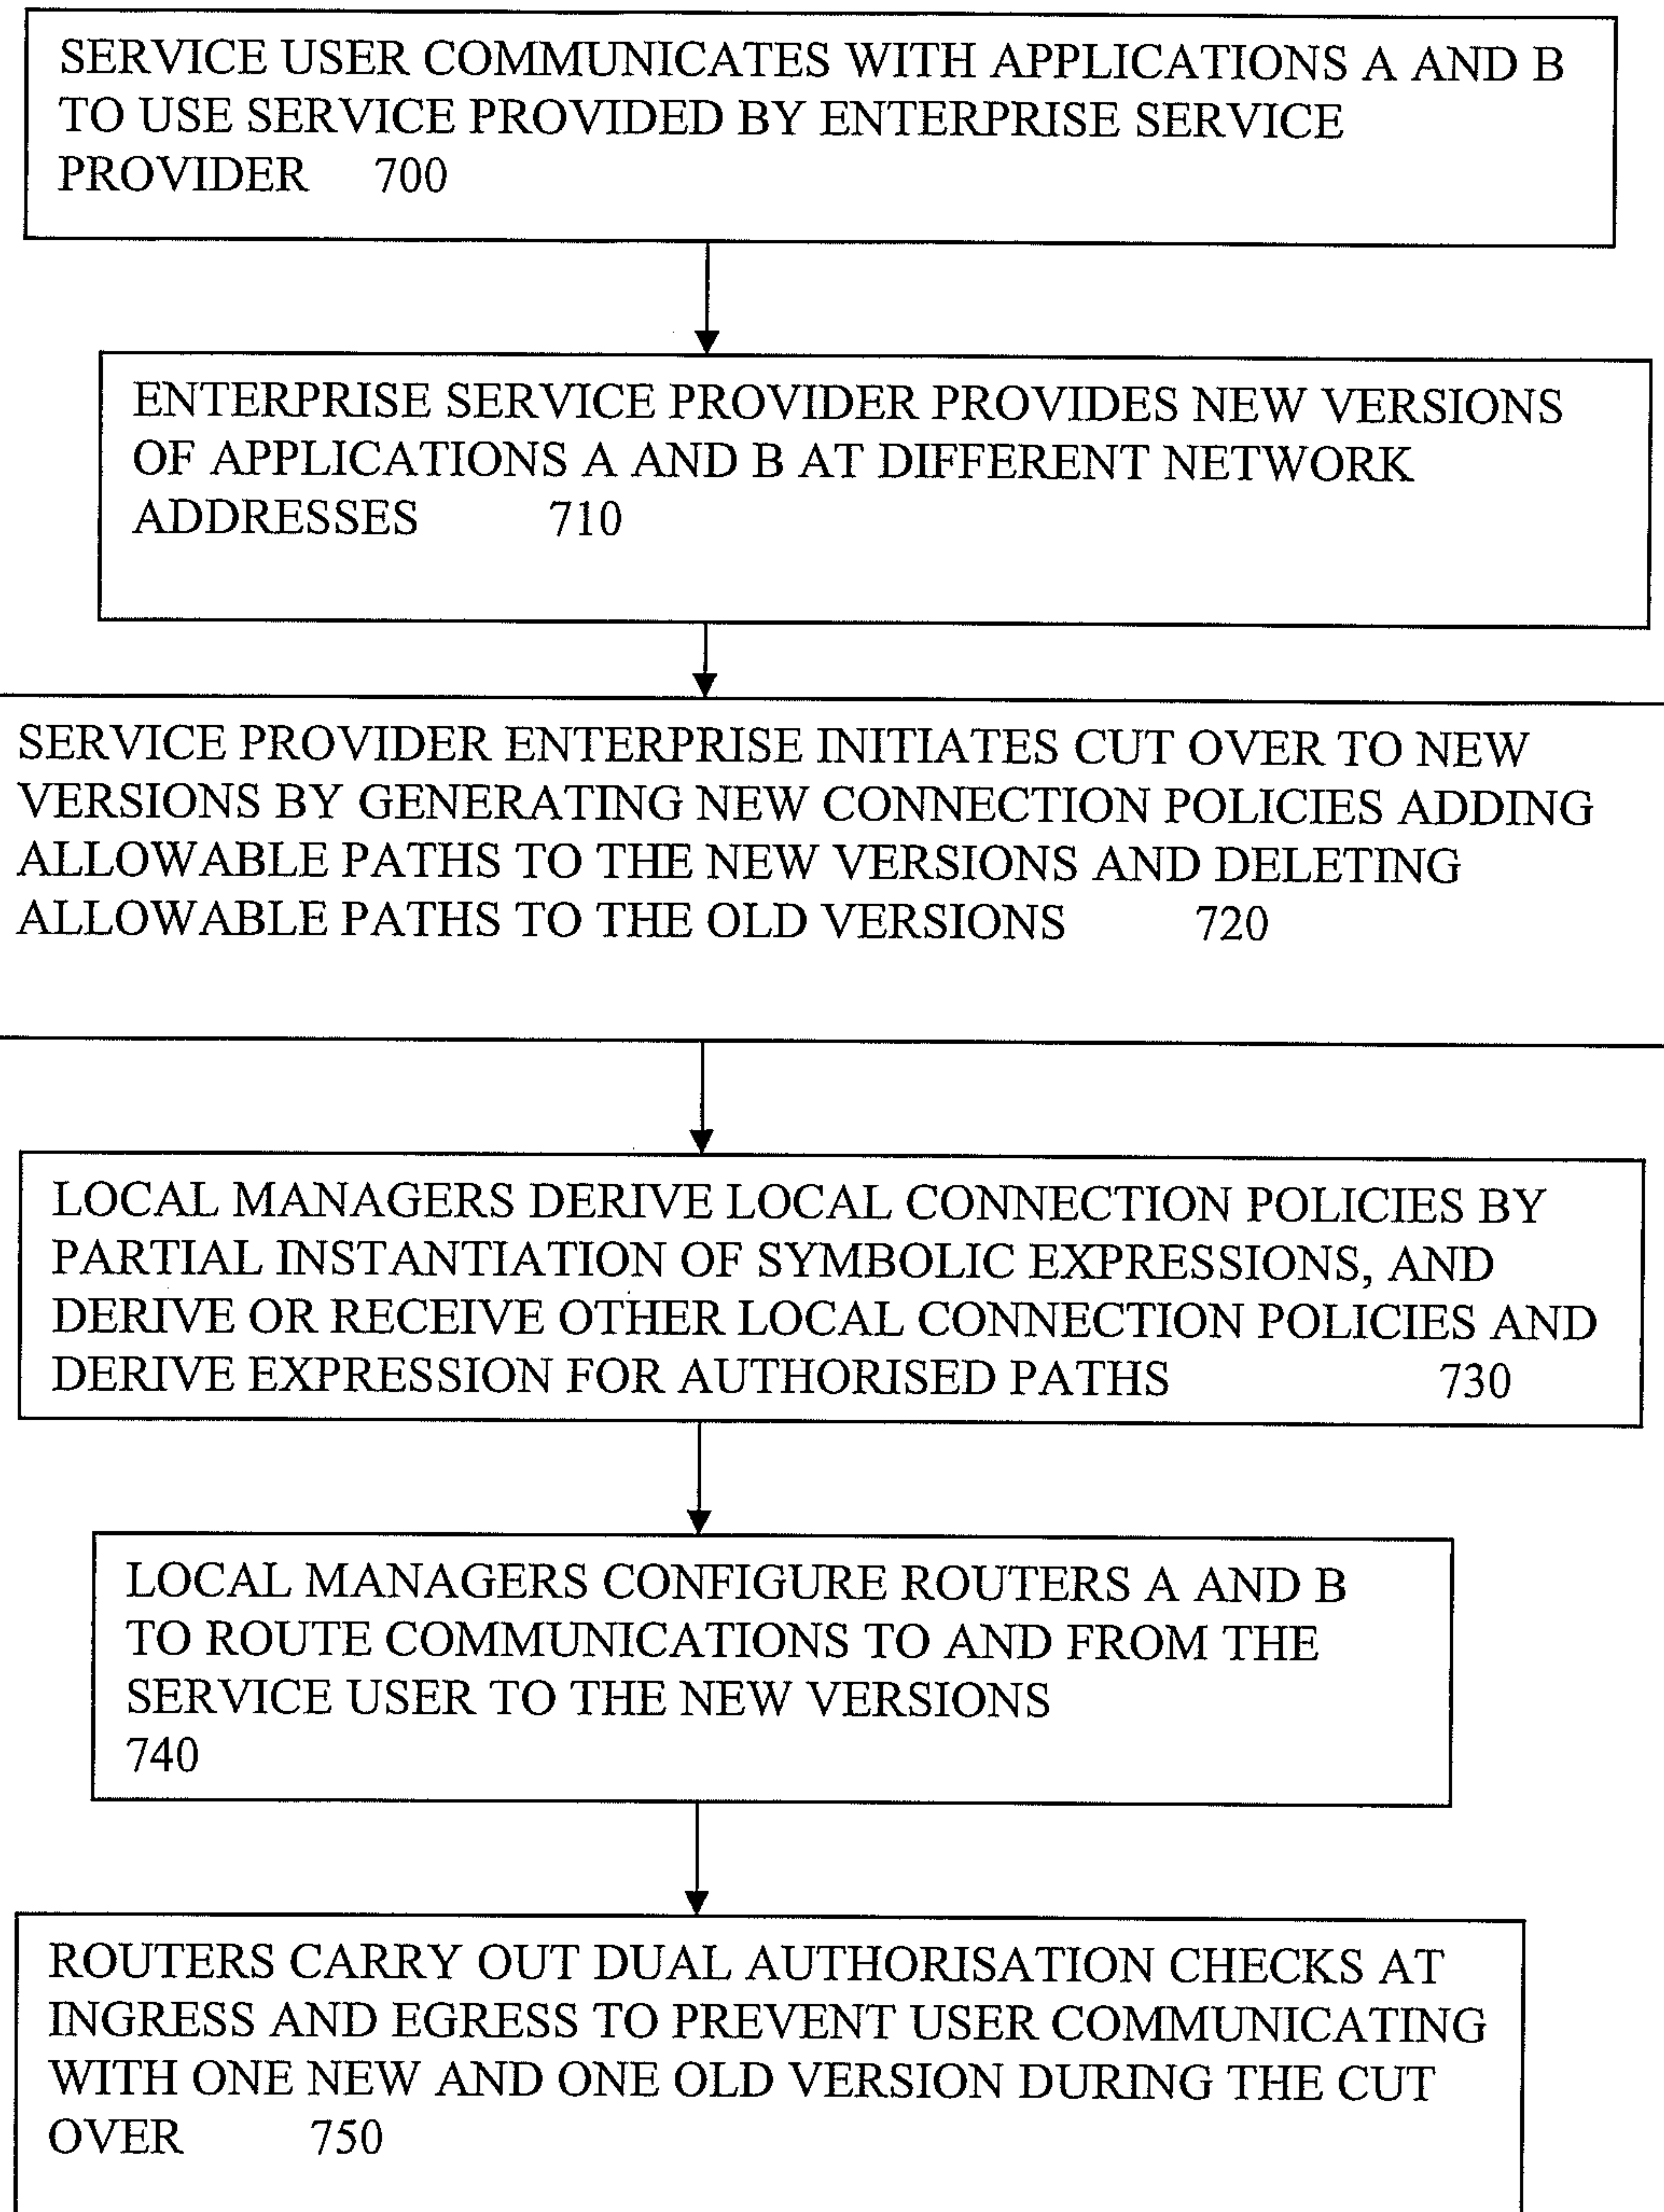 SERVICE USER COMMUNICATES WITH APPLICATIONS A AND B
TO USE SERVICE PROVIDED BY ENTERPRISE SERVICE
PROVIDER 700
ENTERPRISE SERVICE PROVIDER PROVIDES NEW VERSIONS
OF APPLICATIONS A AND B AT DIFFERENT NETWORK
ADDRESSES 710
SERVICE PROVIDER ENTERPRISE INITIATES CUT OVER TO NEW
VERSIONS BY GENERATING NEW CONNECTION POLICIES ADDING
ALLOWABLE PATHS TO THE NEW VERSIONS AND DELETING
ALLOWABLE PATHS TO THE OLD VERSIONS 720
LOCAL MANAGERS DERIVE LOCAL CONNECTION POLICIES BY
PARTIAL INSTANTIATION OF SYMBOLIC EXPRESSIONS, AND
DERIVE OR RECEIVE OTHER LOCAL CONNECTION POLICIES AND
DERIVE EXPRESSION FOR AUTHORISED PATHS 730
LOCAL MANAGERS CONFIGURE ROUTERS A AND B
TO ROUTE COMMUNICATIONS TO AND FROM THE
SERVICE USER TO THE NEW VERSIONS
740
ROUTERS CARRY OUT DUAL AUTHORISATION CHECKS AT
INGRESS AND EGRESS TO PREVENT USER COMMUNICATING
WITH ONE NEW AND ONE OLD VERSION DURING THE CUT
OVER 750